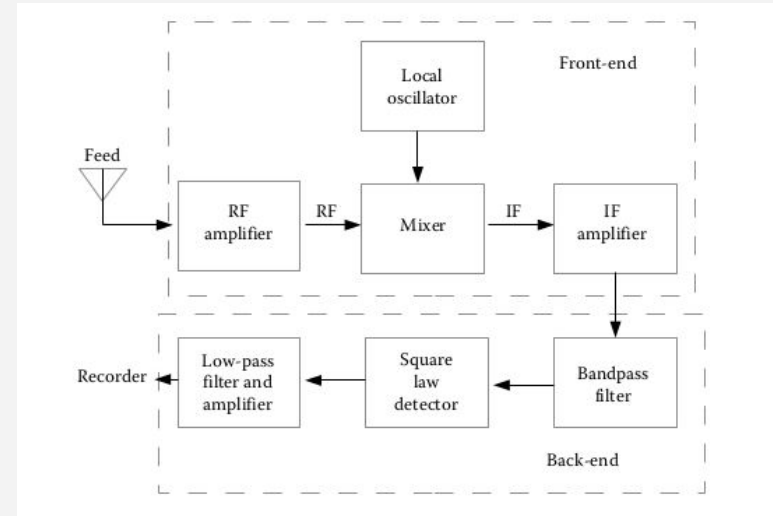 Front-end
Local
oscillator
Feed
RF
amplifier
RF
Mixer
IF
IF
amplifier
Recorder
Low-pass
filter and
amplifier
Square
law
detector
Bandpass
filter
Back-end